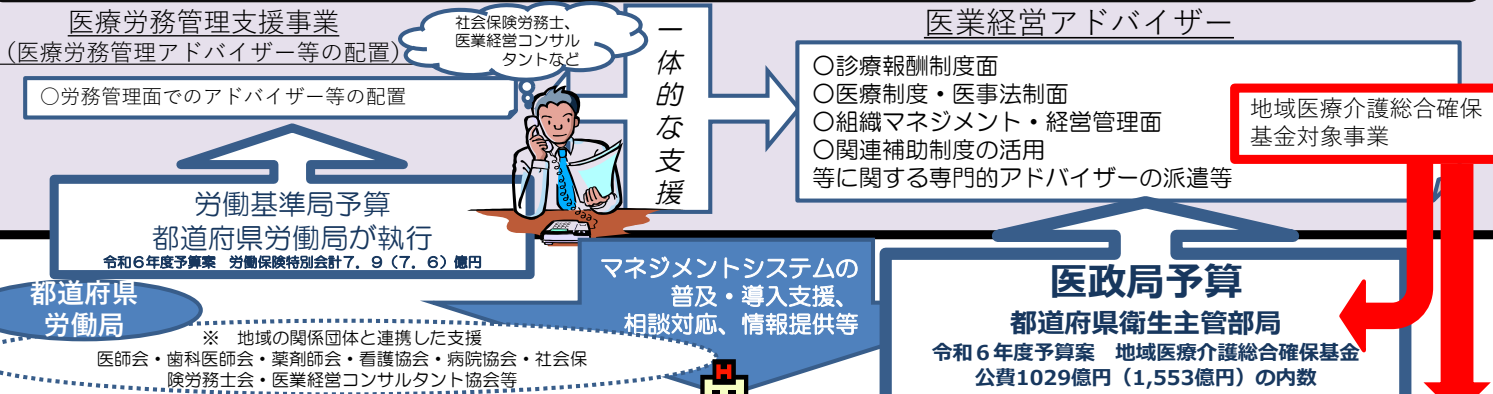 医療労務管理支援事業
（医療労務管理アドバイザー等の配置）
○労務管理面でのアドバイザー等の配置
社会保険労務士、
医業経営コンサル
タントなど
一体的な支援
医業経営アドバイザー
○診療報酬制度面
○医療制度・医事法制面
○組織マネジメント・経営管理面
○関連補助制度の活用
等に関する専門的アドバイザーの派遣等
地域医療介護総合確保
基金対象事業
労働基準局予算
都道府県労働局が執行
令和６年度予算案　労働保険特別会計７．９（７．６）億円
都道府県
労働局
※　地域の関係団体と連携した支援
医師会・歯科医師会・薬剤師会・看護協会・病院協会・社会保
険労務士会・医業経営コンサルタント協会等
マネジメントシステムの
普及・導入支援、
相談対応、情報提供等
H
医政局予算
都道府県衛生主管部局
令和６年度予算案　地域医療介護総合確保基金
公費1029億円（1,553億円）の内数